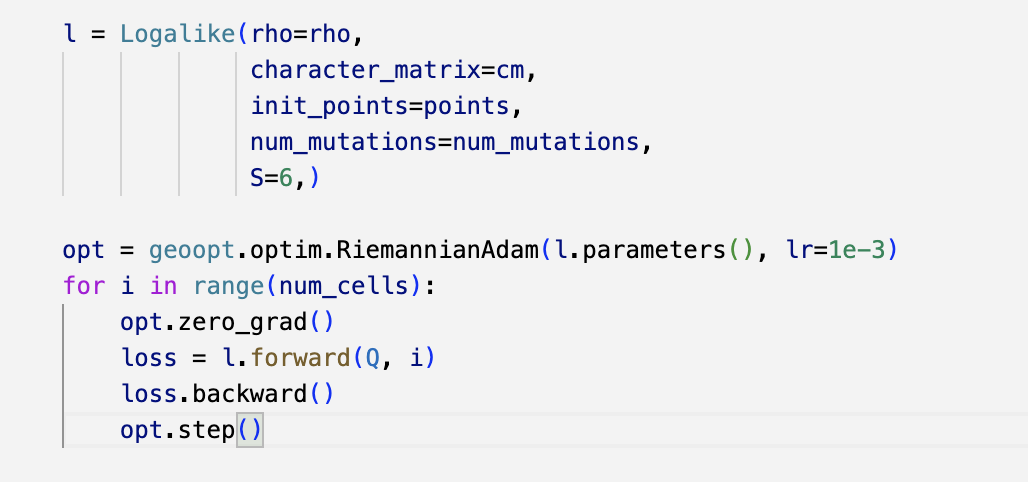 l = Logalike(rho=rho,
character_matrix=cm,
init_points=points,
num_mutations=num_mutations,
S=6,)
opt = geoopt.optim.RiemannianAdam(l.parameters(), lr=1e-3)
for i in range(num_cells):
opt.zero_grad()
loss = l.forward(Q, i)
loss.backward()
opt.step()